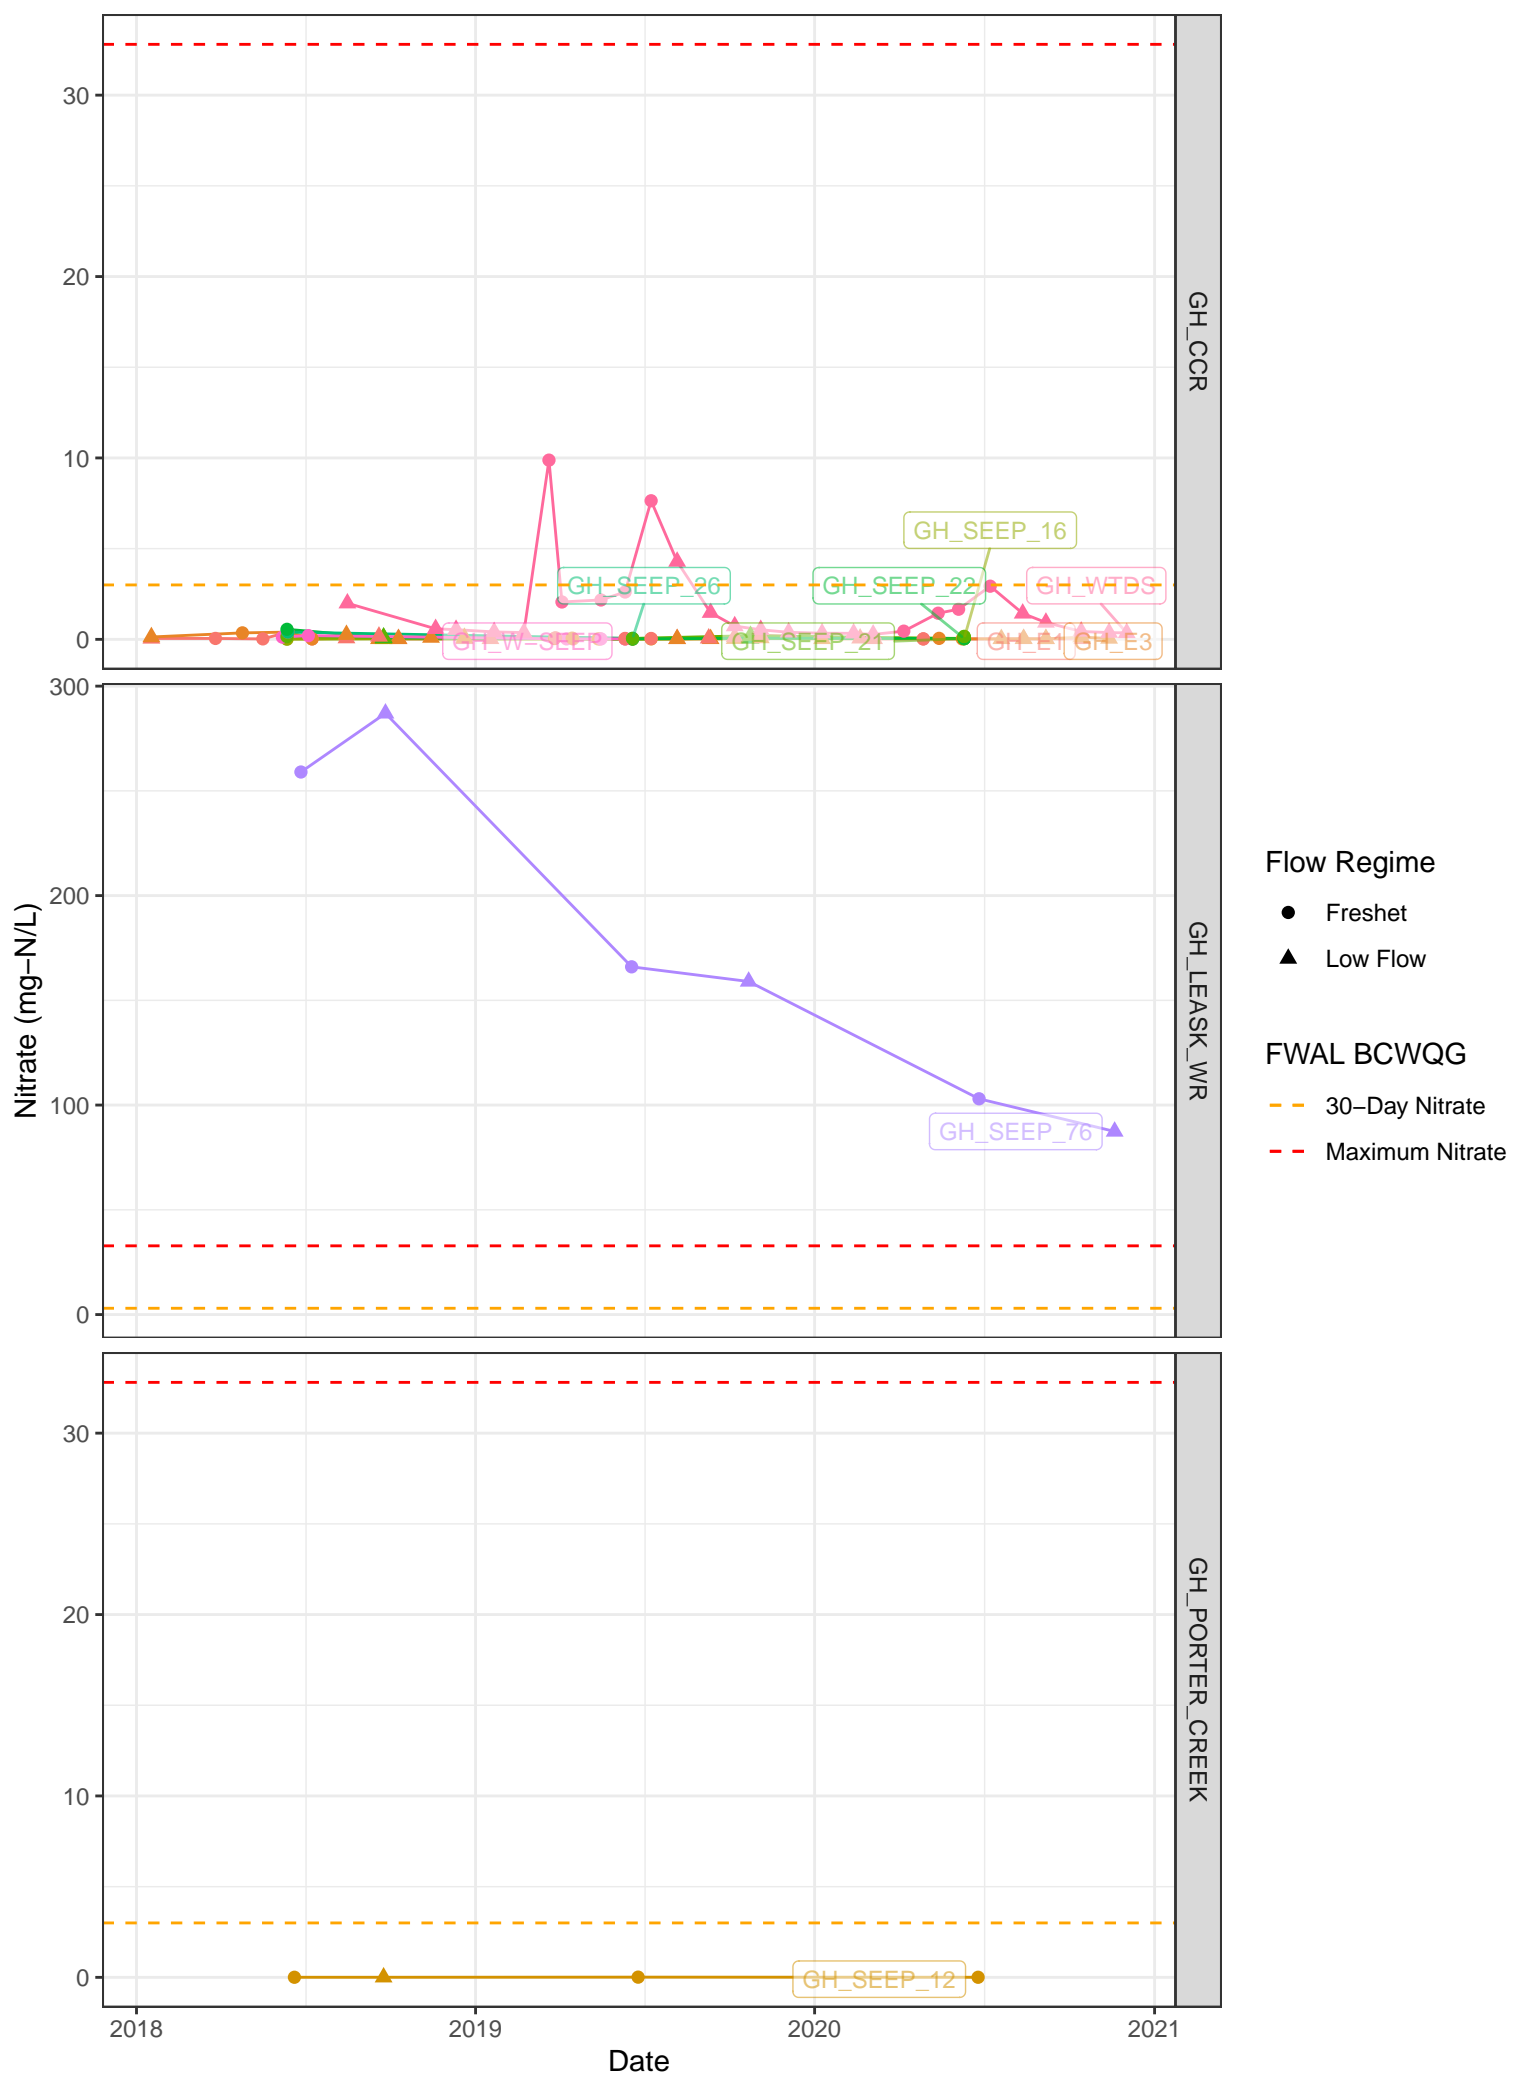 30
20
10
0
GH_SEEP_16
GH_SEEP_26
GH_SEEP_22
GH_WTDS
GH_W−SEEP
GH_SEEP_21
GH_E1
GH_E3
GH_CCR
300
200
100
0
GH_SEEP_76
GH_LEASK_WR
Nitrate (mg−N/L)
30
20
10
0
GH_SEEP_12
GH_PORTER_CREEK
2018
2019
2020
2021
Date
Flow Regime
Freshet
Low Flow
FWAL BCWQG
30−Day Nitrate
Maximum Nitrate